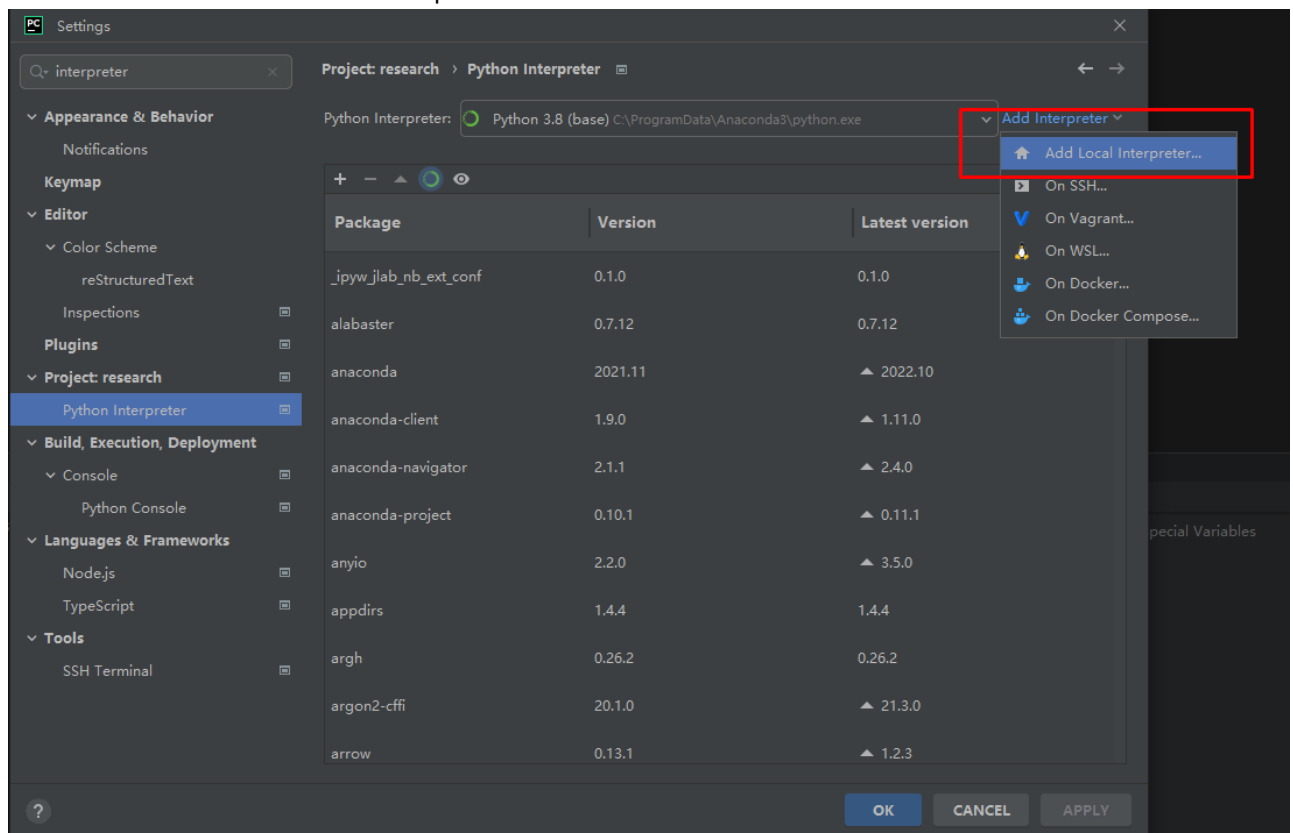 PC Settings
interpreter
Project: research › Python Interpreter
Appearance & Behavior
Notifications
Keymap
Editor
Color Scheme
reStructuredText
Inspections
Plugins
Project: research
Python Interpreter
Build, Execution, Deployment
Console
Python Console
Languages & Frameworks
Node.js
TypeScript
Tools
SSH Terminal
Python Interpreter: Python 3.8 (base) C:\ProgramData\Anaconda3\python.exe Add Interpreter
Add Local Interpreter...
On SSH...
On Vagrant...
On WSL...
On Docker...
On Docker Compose...
Package Version Latest version
_ipyw_jlab_nb_ext_conf 0.1.0 0.1.0
alabaster 0.7.12 0.7.12
anaconda 2021.11 2022.10
anaconda-client 1.9.0 1.11.0
anaconda-navigator 2.1.1 2.4.0
anaconda-project 0.10.1 0.11.1
anyio 2.2.0 3.5.0
appdirs 1.4.4 1.4.4
argh 0.26.2 0.26.2
argon2-cffi 20.1.0 21.3.0
arrow 0.13.1 1.2.3
pecial Variables
? OK CANCEL APPLY